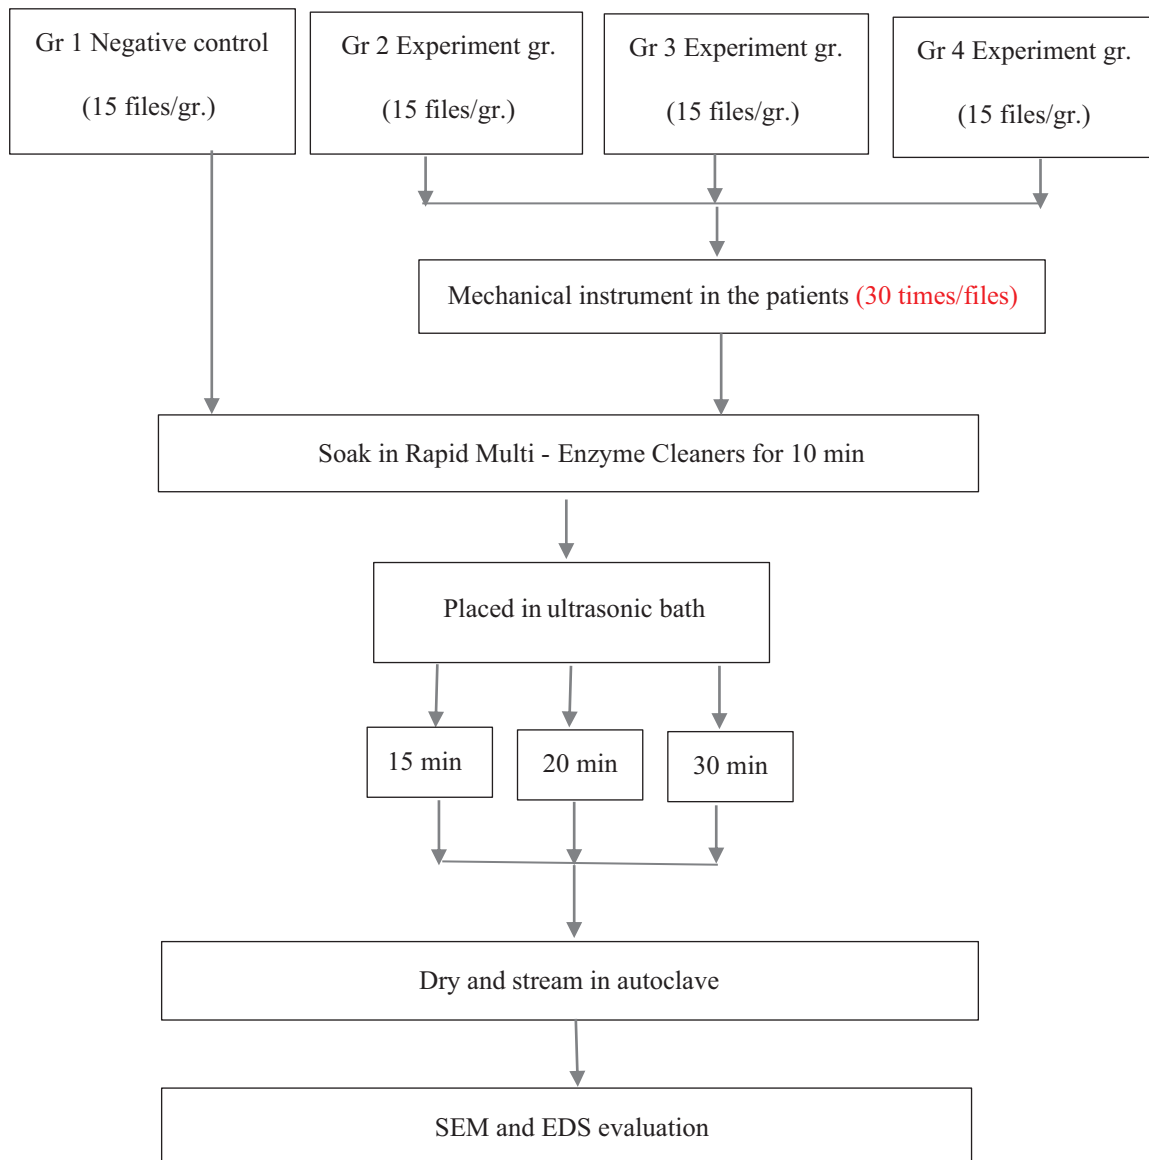 Gr 1 Negative control
(15 files/gr.)
Gr 2 Experiment gr.
(15 files/gr.)
Gr 3 Experiment gr.
(15 files/gr.)
Gr 4 Experiment gr.
(15 files/gr.)
Mechanical instrument in the patients (30 times/files)
Soak in Rapid Multi - Enzyme Cleaners for 10 min
Placed in ultrasonic bath
15 min
20 min
30 min
Dry and stream in autoclave
SEM and EDS evaluation